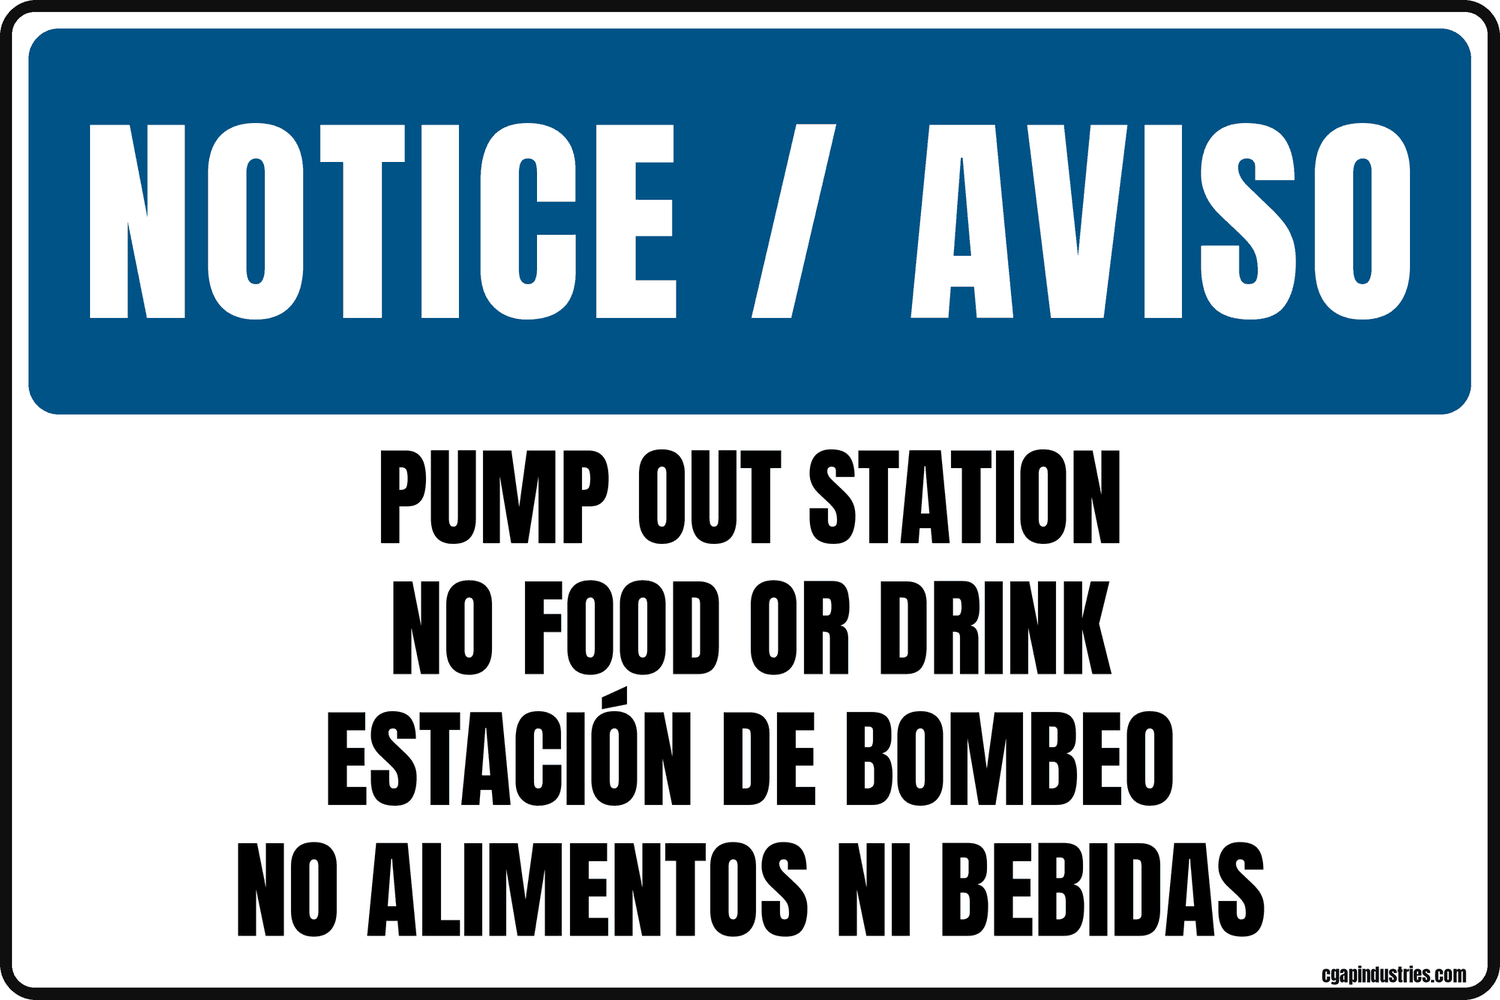 NOTICE / AVISO
PUMP OUT STATION
NO FOOD OR DRINK
ESTACIÓN DE BOMBEO
NO ALIMENTOS NI BEBIDAS
cgapindustries.com